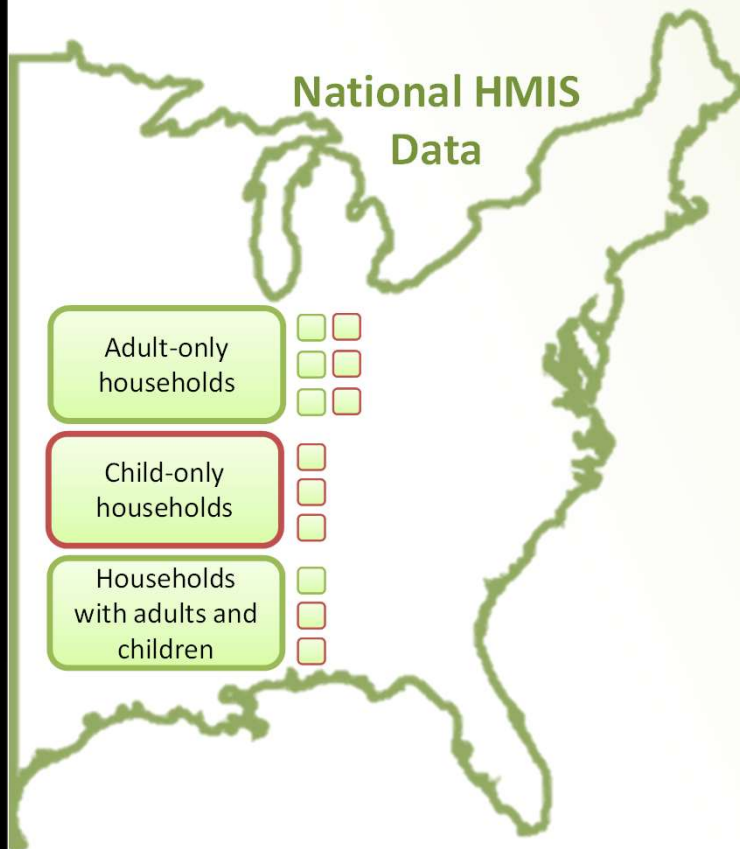 National HMIS
Data
Adult-only
households
Child-only
households
Households
with adults and
children